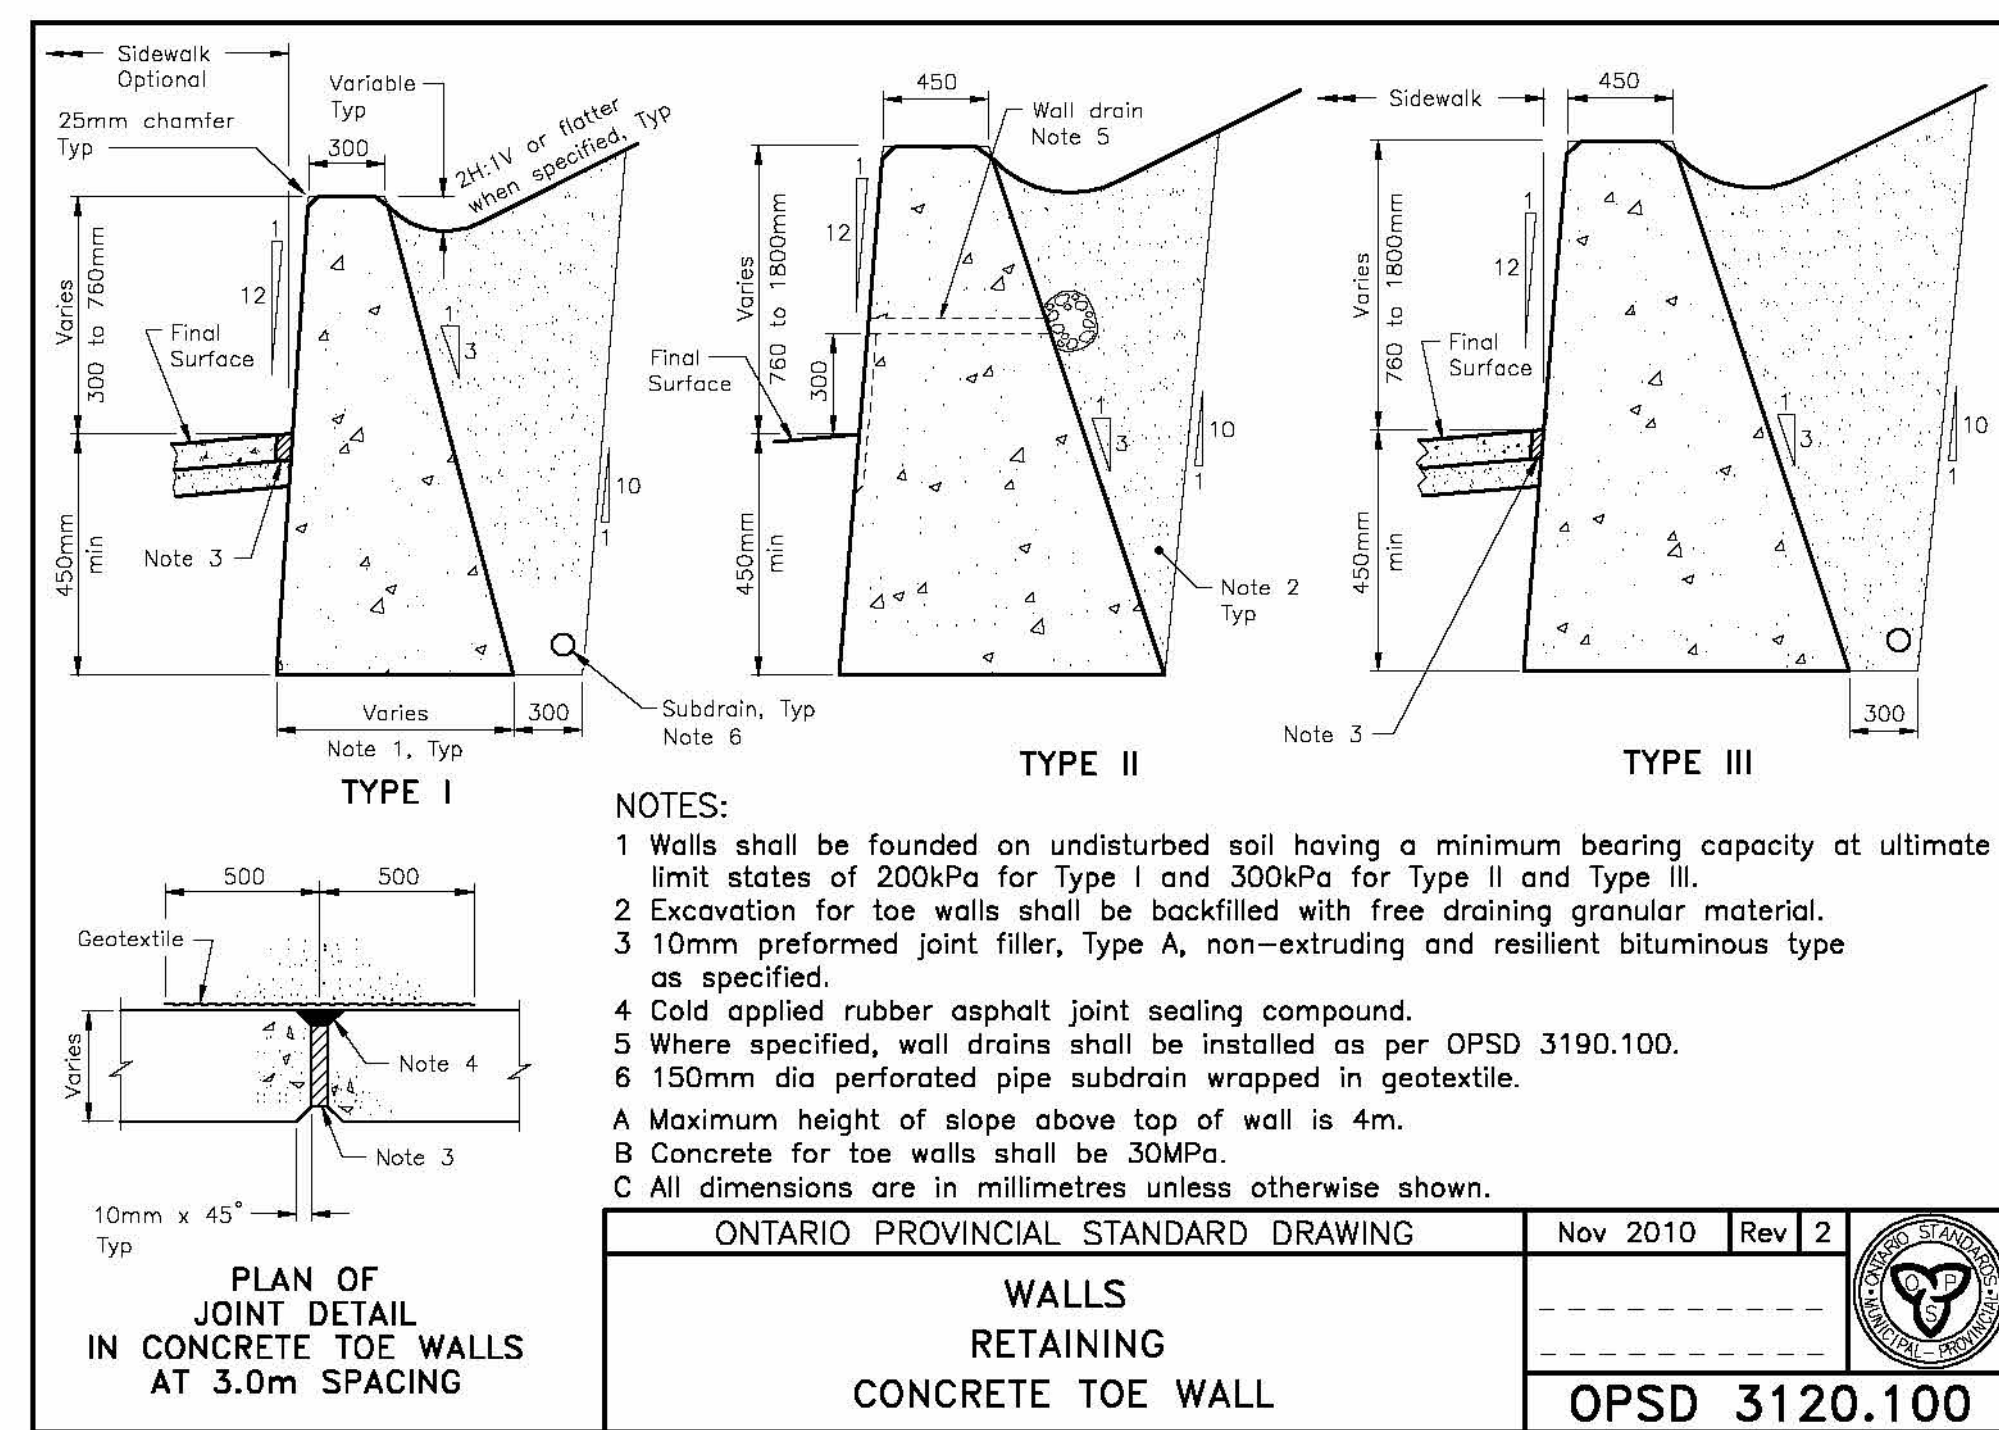 Sidewalk
Optional
25mm chamfer
Typ
Variable
Typ
300
2H:1V or flatter
when specified, Typ
Varies
300 to 760mm
1
12
Final
Surface
1
3
450mm
min
Note 3
10
1
Varies
Note 1, Typ
300
Subdrain, Typ
Note 6
TYPE I
450
Wall drain
Note 5
Varies
760 to 1800mm
1
12
300
Final
Surface
1
3
10
1
450mm
min
Note 2
Typ
TYPE II
Sidewalk
450
Varies
760 to 1800mm
1
12
Final
Surface
1
3
10
1
450mm
min
Note 3
300
TYPE III
500
500
Geotextile
Varies
Note 4
Note 3
10mm x 45°
Typ
PLAN OF
JOINT DETAIL
IN CONCRETE TOE WALLS
AT 3.0m SPACING
NOTES:
1 Walls shall be founded on undisturbed soil having a minimum bearing capacity at ultimate
limit states of 200kPa for Type I and 300kPa for Type II and Type III.
2 Excavation for toe walls shall be backfilled with free draining granular material.
3 10mm preformed joint filler, Type A, non-extruding and resilient bituminous type
as specified.
4 Cold applied rubber asphalt joint sealing compound.
5 Where specified, wall drains shall be installed as per OPSD 3190.100.
6 150mm dia perforated pipe subdrain wrapped in geotextile.
A Maximum height of slope above top of wall is 4m.
B Concrete for toe walls shall be 30MPa.
C All dimensions are in millimetres unless otherwise shown.
ONTARIO PROVINCIAL STANDARD DRAWING
Nov 2010
Rev
2
WALLS
RETAINING
CONCRETE TOE WALL
ONTARIO STANDARDS
MUNICIPAL - PROVINCIAL
O P
S
OPSD 3120.100